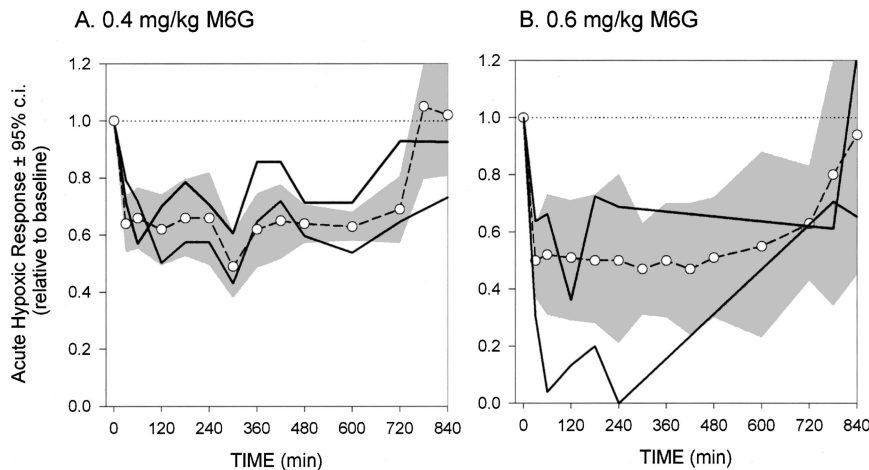 A. 0.4 mg/kg M6G
B. 0.6 mg/kg M6G
Acute Hypoxic Response ± 95% c.i.
(relative to baseline)
1.2
1.0
0.8
0.6
0.4
0.2
0.0
0 120 240 360 480 600 720 840
TIME (min)
1.2
1.0
0.8
0.6
0.4
0.2
0.0
0 120 240 360 480 600 720 840
TIME (min)